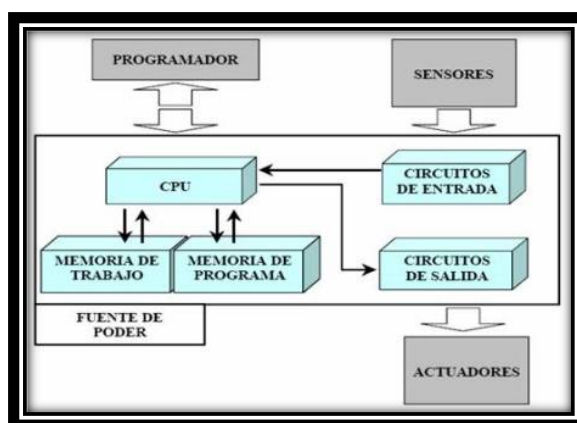 PROGRAMADOR
SENSORES
CPU
CIRCUITOS
DE ENTRADA
MEMORIA DE
TRABAJO
MEMORIA DE
PROGRAMA
CIRCUITOS
DE SALIDA
FUENTE DE
PODER
ACTUADORES